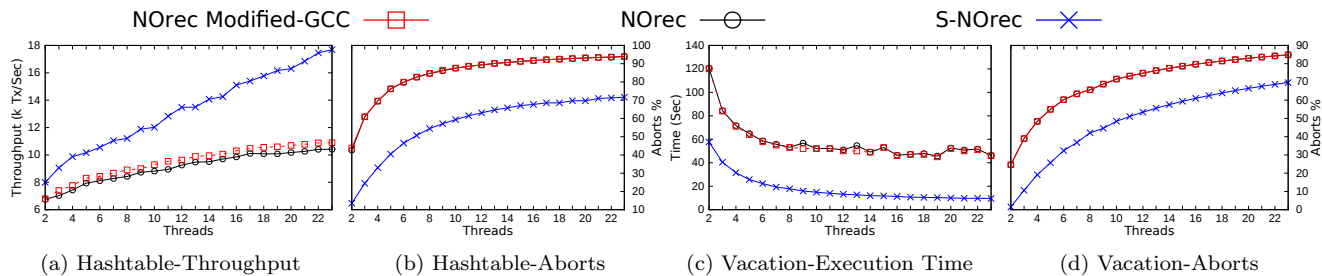 NOrec Modified-GCC NOrec S-NOrec
Throughput (k Tx/Sec)
18
16
14
12
10
8
6
2 4 6 8 10 12 14 16 18 20 22
Threads
100
90
80
70
60
50
40
30
20
10
Aborts %
2 4 6 8 10 12 14 16 18 20 22
Threads
Time (Sec)
140
120
100
80
60
40
20
0
2 4 6 8 10 12 14 16 18 20 22
Threads
90
80
70
60
50
40
30
20
10
0
Aborts %
2 4 6 8 10 12 14 16 18 20 22
Threads
(a) Hashtable-Throughput (b) Hashtable-Aborts (c) Vacation-Execution Time (d) Vacation-Aborts